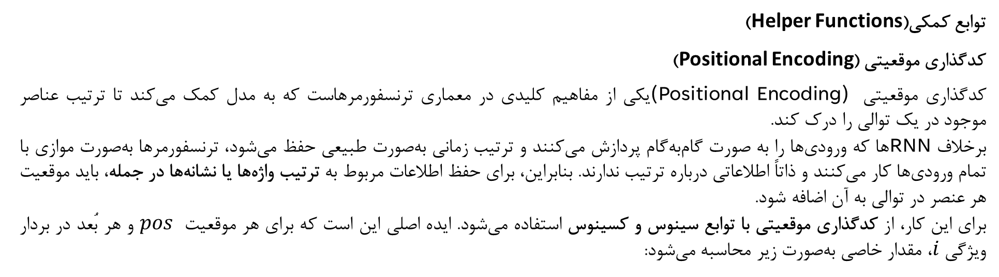 توابع کمکی(Helper Functions)
کدگذاری موقعیتی (Positional Encoding)
کدگذاری موقعیتی (Positional Encoding)یکی از مفاهیم کلیدی در معماری ترنسفورمرهاست که به مدل کمک می‌کند تا ترتیب عناصر
موجود در یک توالی را درک کند.
برخلاف RNNها که ورودی‌ها را به صورت گام‌به‌گام پردازش می‌کنند و ترتیب زمانی به‌صورت طبیعی حفظ می‌شود، ترنسفورمرها به‌صورت موازی با
تمام ورودی‌ها کار می‌کنند و ذاتاً اطلاعاتی درباره ترتیب ندارند. بنابراین، برای حفظ اطلاعات مربوط به ترتیب واژه‌ها یا نشانه‌ها در جمله، باید موقعیت
هر عنصر در توالی به آن اضافه شود.
برای این کار، از کدگذاری موقعیتی با توابع سینوس و کسینوس استفاده می‌شود. ایده اصلی این است که برای هر موقعیت pos و هر بُعد در بردار
ویژگی i، مقدار خاصی به‌صورت زیر محاسبه می‌شود: